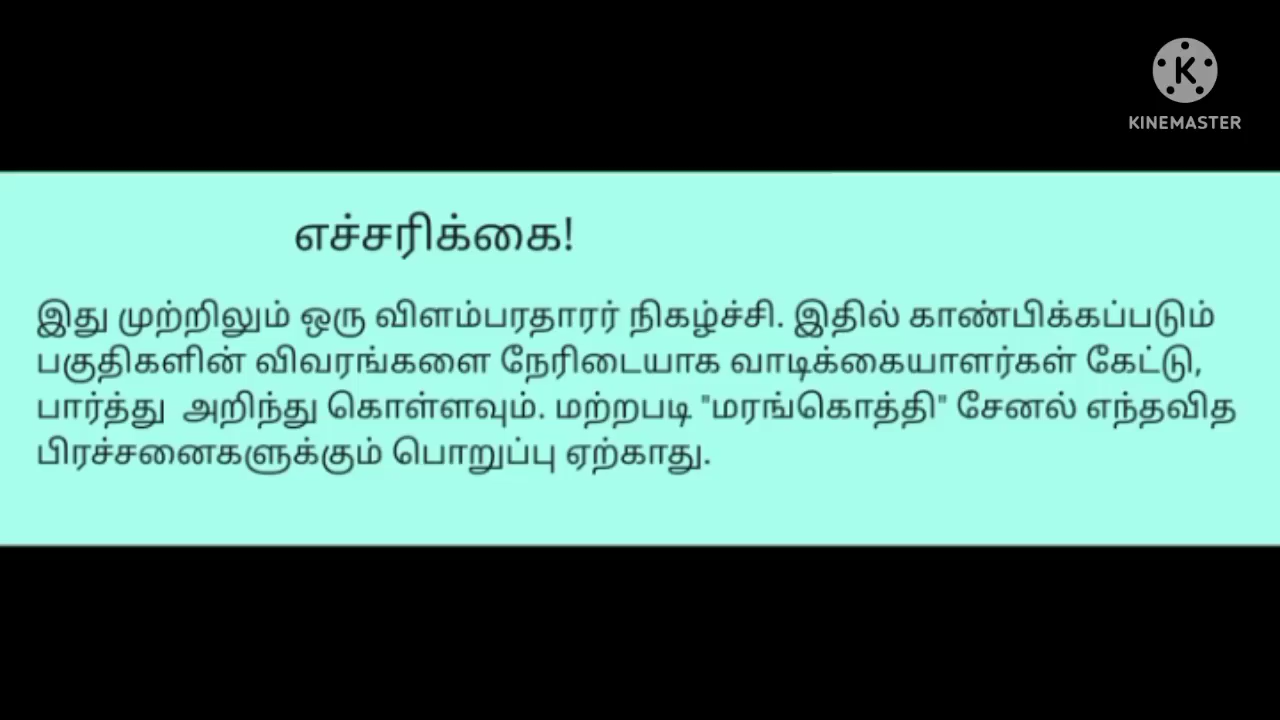 KINEMASTER
எச்சரிக்கை!
இது முற்றிலும் ஒரு விளம்பரதாரர் நிகழ்ச்சி. இதில் காண்பிக்கப்படும்
பகுதிகளின் விவரங்களை நேரிடையாக வாடிக்கையாளர்கள் கேட்டு,
பார்த்து அறிந்து கொள்ளவும். மற்றபடி "மரங்கொத்தி" சேனல் எந்தவித
பிரச்சனைகளுக்கும் பொறுப்பு ஏற்காது.